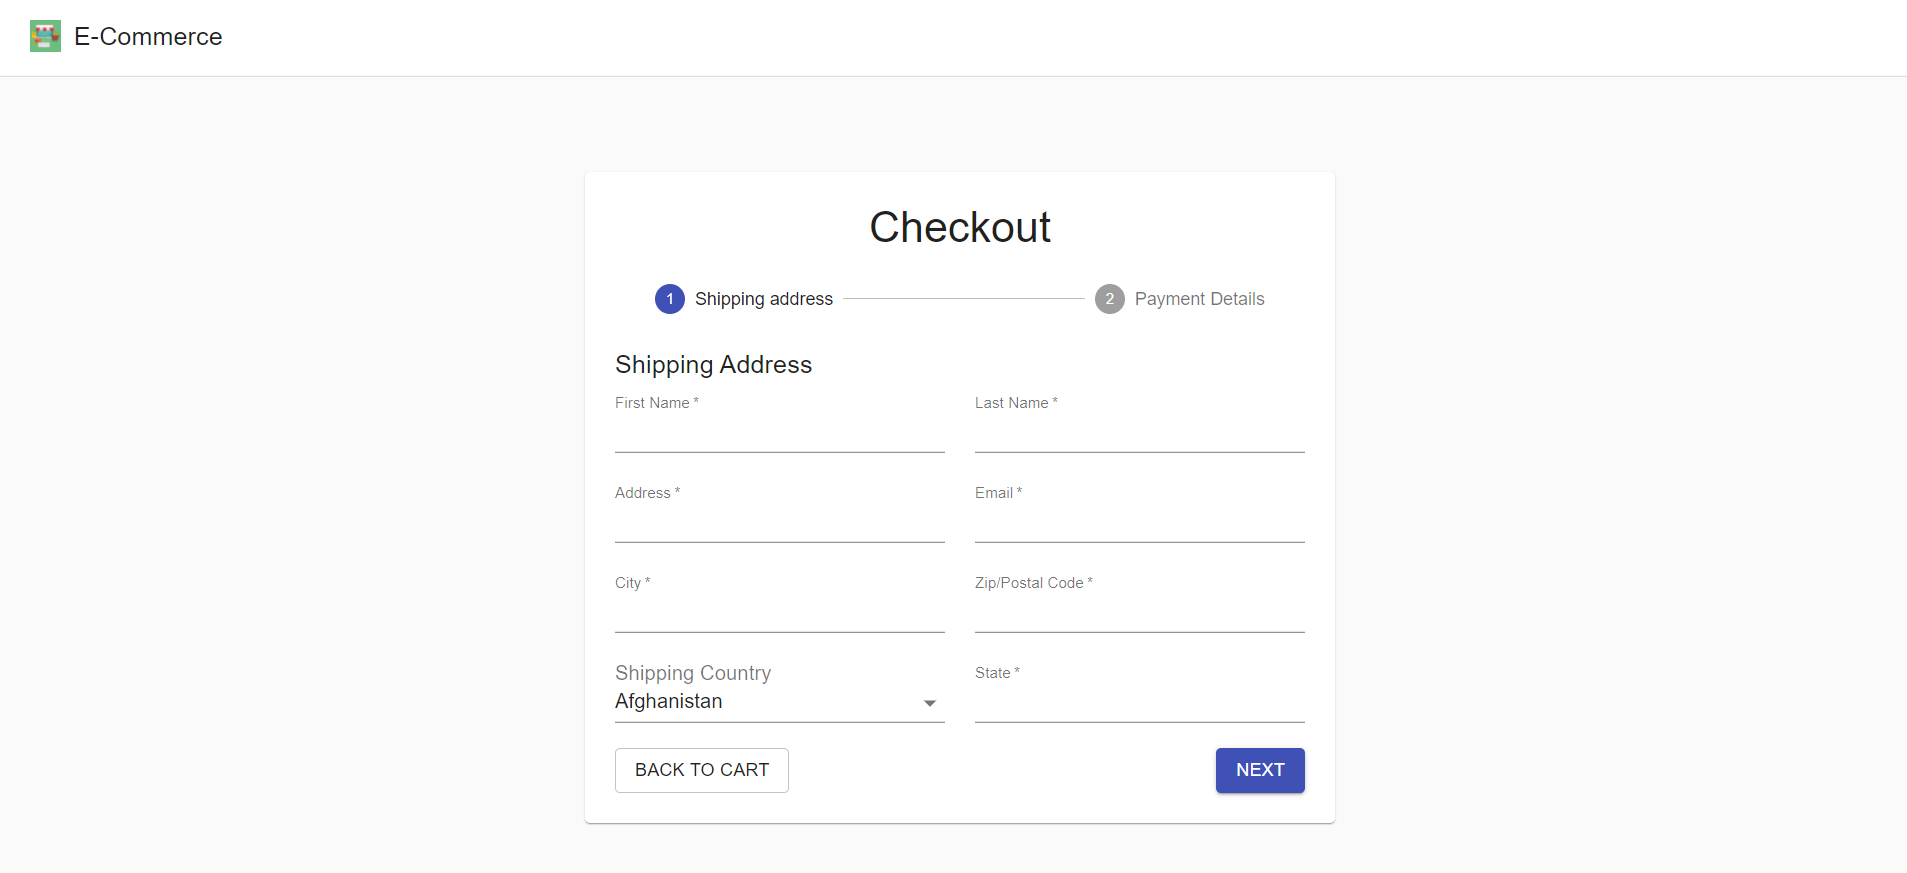 E-Commerce
Checkout
1 Shipping address 2 Payment Details
Shipping Address
First Name * Last Name *
Address * Email *
City * Zip/Postal Code *
Shipping Country State *
Afghanistan
BACK TO CART NEXT